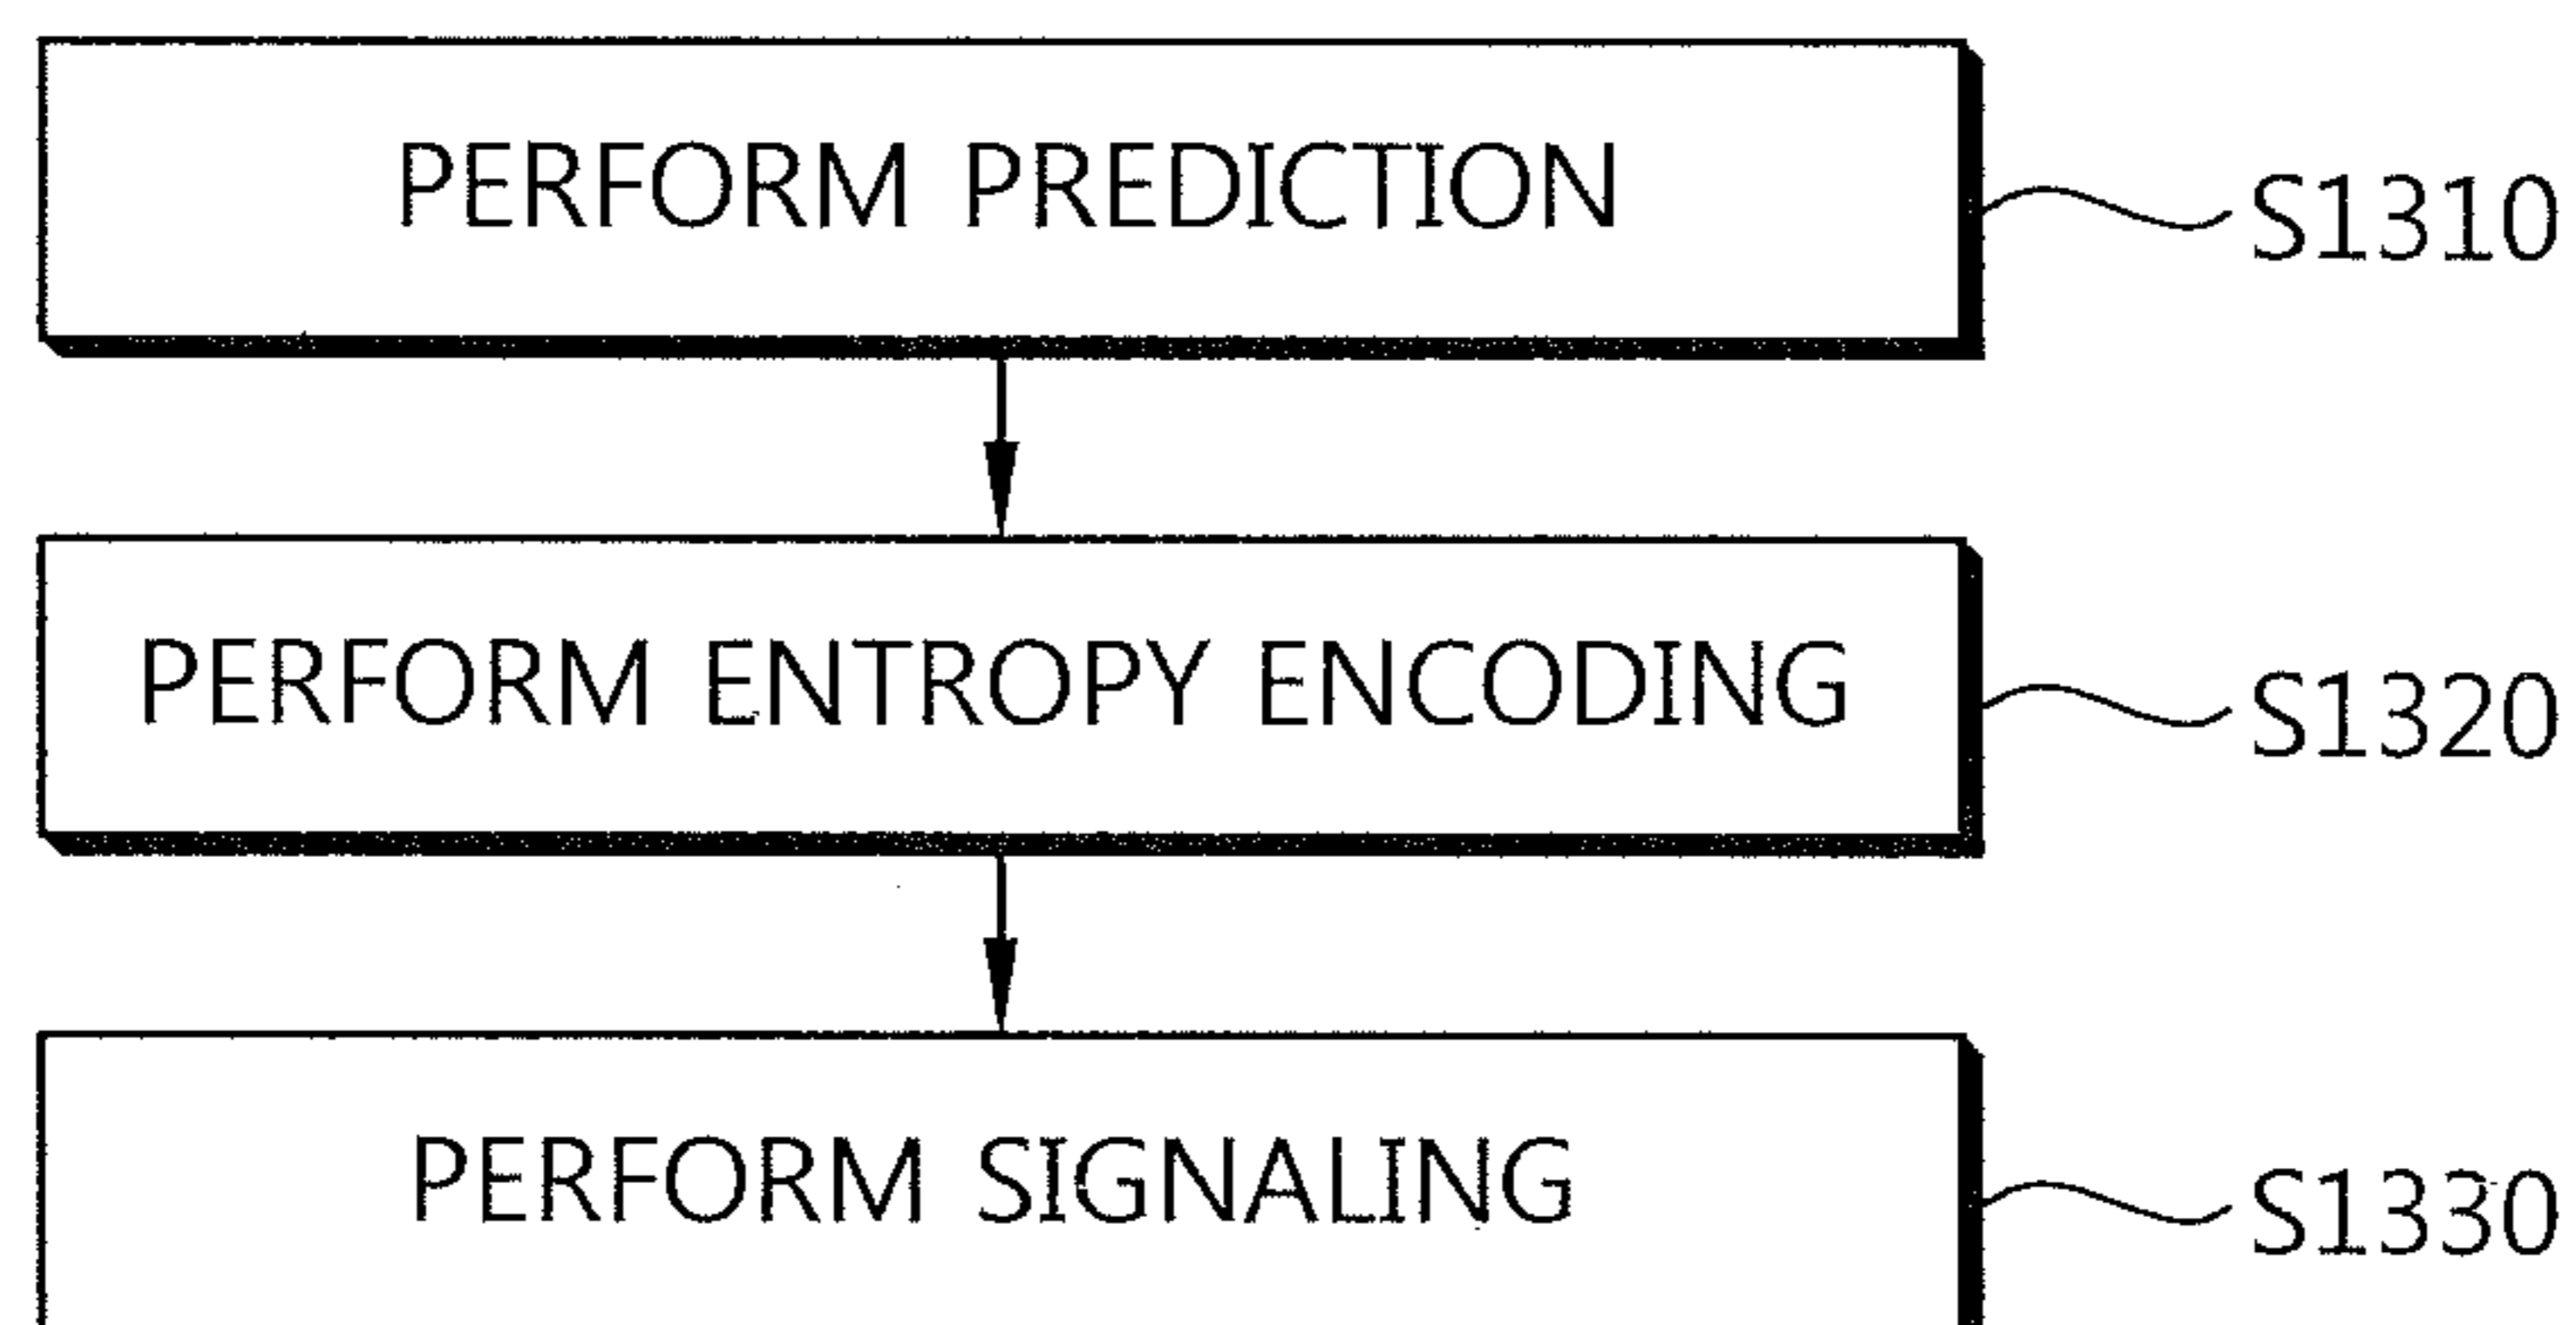 PERFORM PREDICTION
S1310
PERFORM ENTROPY ENCODING
S1320
PERFORM SIGNALING
S1330